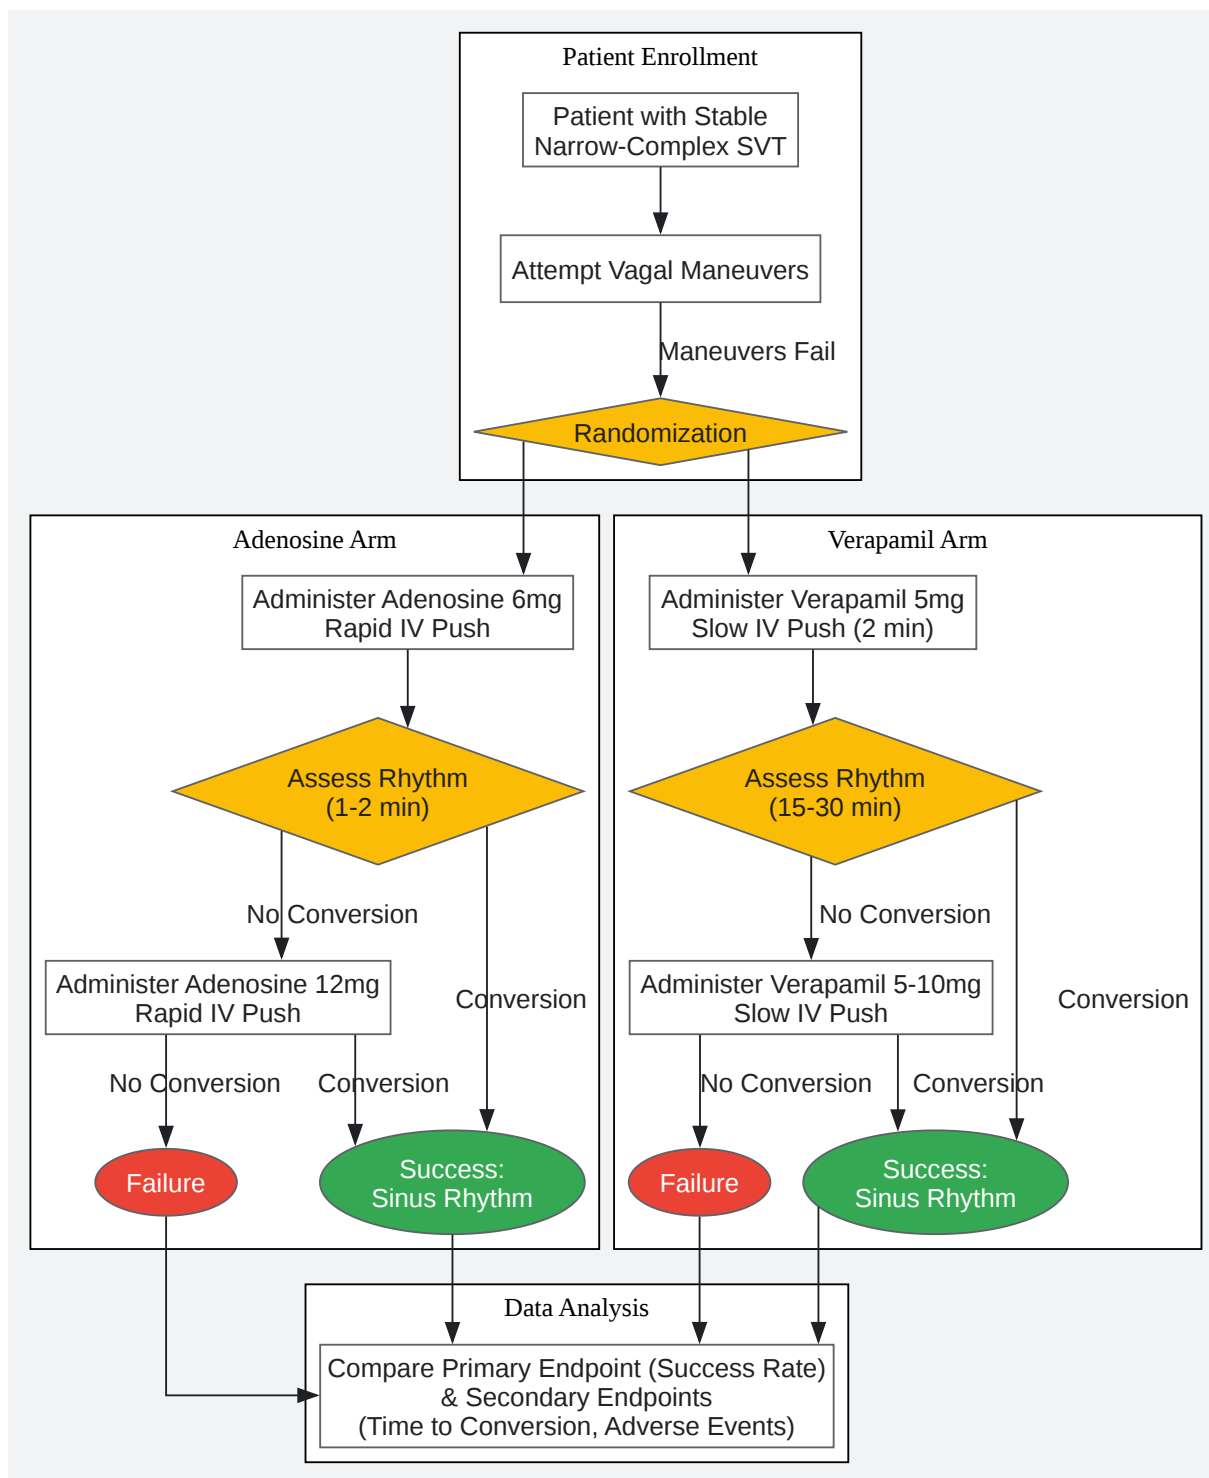 Patient Enrollment
Patient with Stable
Narrow-Complex SVT
Attempt Vagal Maneuvers
Maneuvers Fail
Randomization
Adenosine Arm
Administer Adenosine 6mg
Rapid IV Push
Assess Rhythm
(1-2 min)
No Conversion
Conversion
Administer Adenosine 12mg
Rapid IV Push
No Conversion
Conversion
Failure
Success:
Sinus Rhythm
Verapamil Arm
Administer Verapamil 5mg
Slow IV Push (2 min)
Assess Rhythm
(15-30 min)
No Conversion
Conversion
Administer Verapamil 5-10mg
Slow IV Push
No Conversion
Conversion
Failure
Success:
Sinus Rhythm
Data Analysis
Compare Primary Endpoint (Success Rate)
& Secondary Endpoints
(Time to Conversion, Adverse Events)